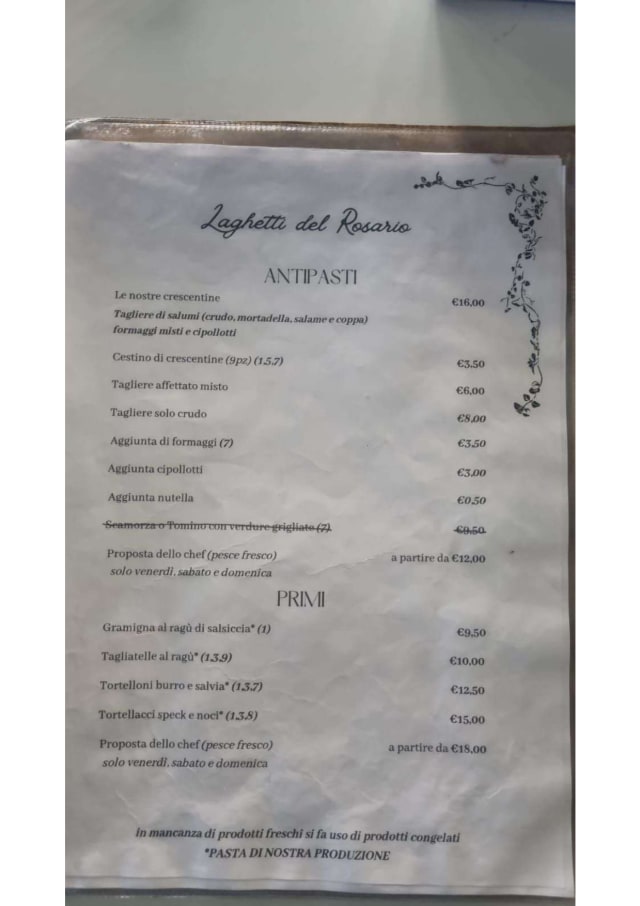 Laghetti del Rosario
ANTIPASTI
Le nostre crescentine €16,00
Tagliere di salumi (crudo, mortadella, salame e coppa)
formaggi misti e cipollotti
Cestino di crescentine (9pz) (1.5.7) €3,50
Tagliere affettato misto €6,00
Tagliere solo crudo €8,00
Aggiunta di formaggi (7) €3,50
Aggiunta cipollotti €3,00
Aggiunta nutella €0,50
Scamorza o Tomino con verdure grigliate (7) €9,50
Proposta dello chef (pesce fresco) a partire da €12,00
solo venerdì, sabato e domenica
PRIMI
Gramigna al ragù di salsiccia* (1) €9,50
Tagliatelle al ragù* (1.3.9) €10,00
Tortelloni burro e salvia* (1.3.7) €12,50
Tortellacci speck e noci* (1.3.8) €15,00
Proposta dello chef (pesce fresco) a partire da €18,00
solo venerdì, sabato e domenica
in mancanza di prodotti freschi si fa uso di prodotti congelati
*PASTA DI NOSTRA PRODUZIONE